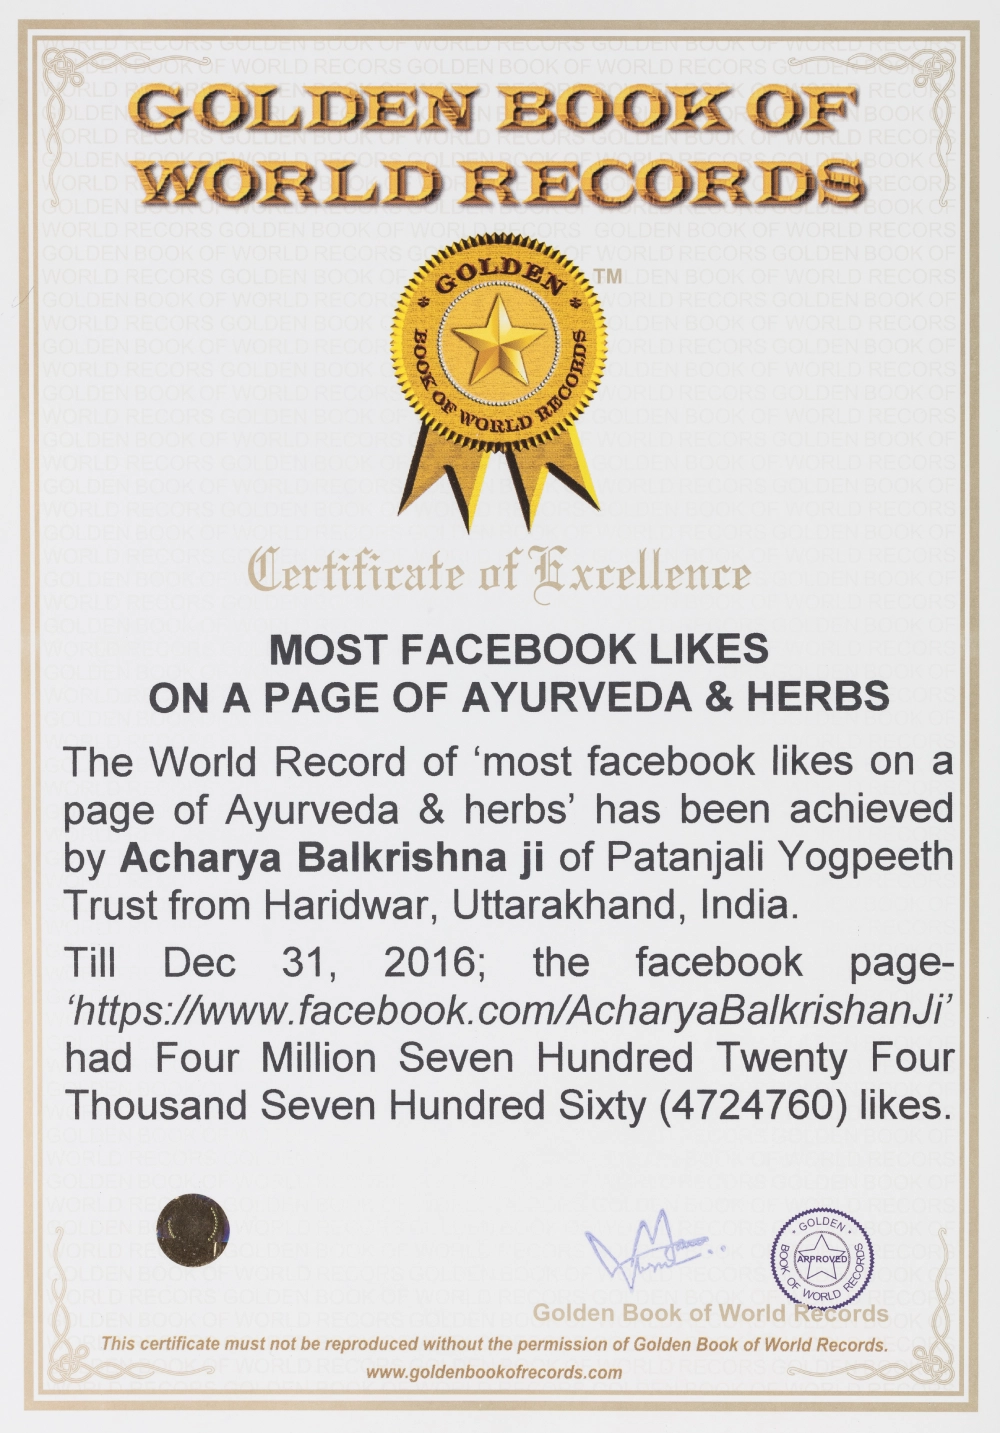 GOLDEN BOOK OF
WORLD RECORDS
GOLDEN
BOOK OF WORLD RECORDS
TM
Certificate of Excellence
MOST FACEBOOK LIKES
ON A PAGE OF AYURVEDA & HERBS
The World Record of ‘most facebook likes on a
page of Ayurveda & herbs’ has been achieved
by Acharya Balkrishna ji of Patanjali Yogpeeth
Trust from Haridwar, Uttarakhand, India.
Till Dec 31, 2016; the facebook page-
‘https://www.facebook.com/AcharyaBalkrishanJi’
had Four Million Seven Hundred Twenty Four
Thousand Seven Hundred Sixty (4724760) likes.
GOLDEN
APPROVED
BOOK OF WORLD RECORDS
Golden Book of World Records
This certificate must not be reproduced without the permission of Golden Book of World Records.
www.goldenbookofrecords.com